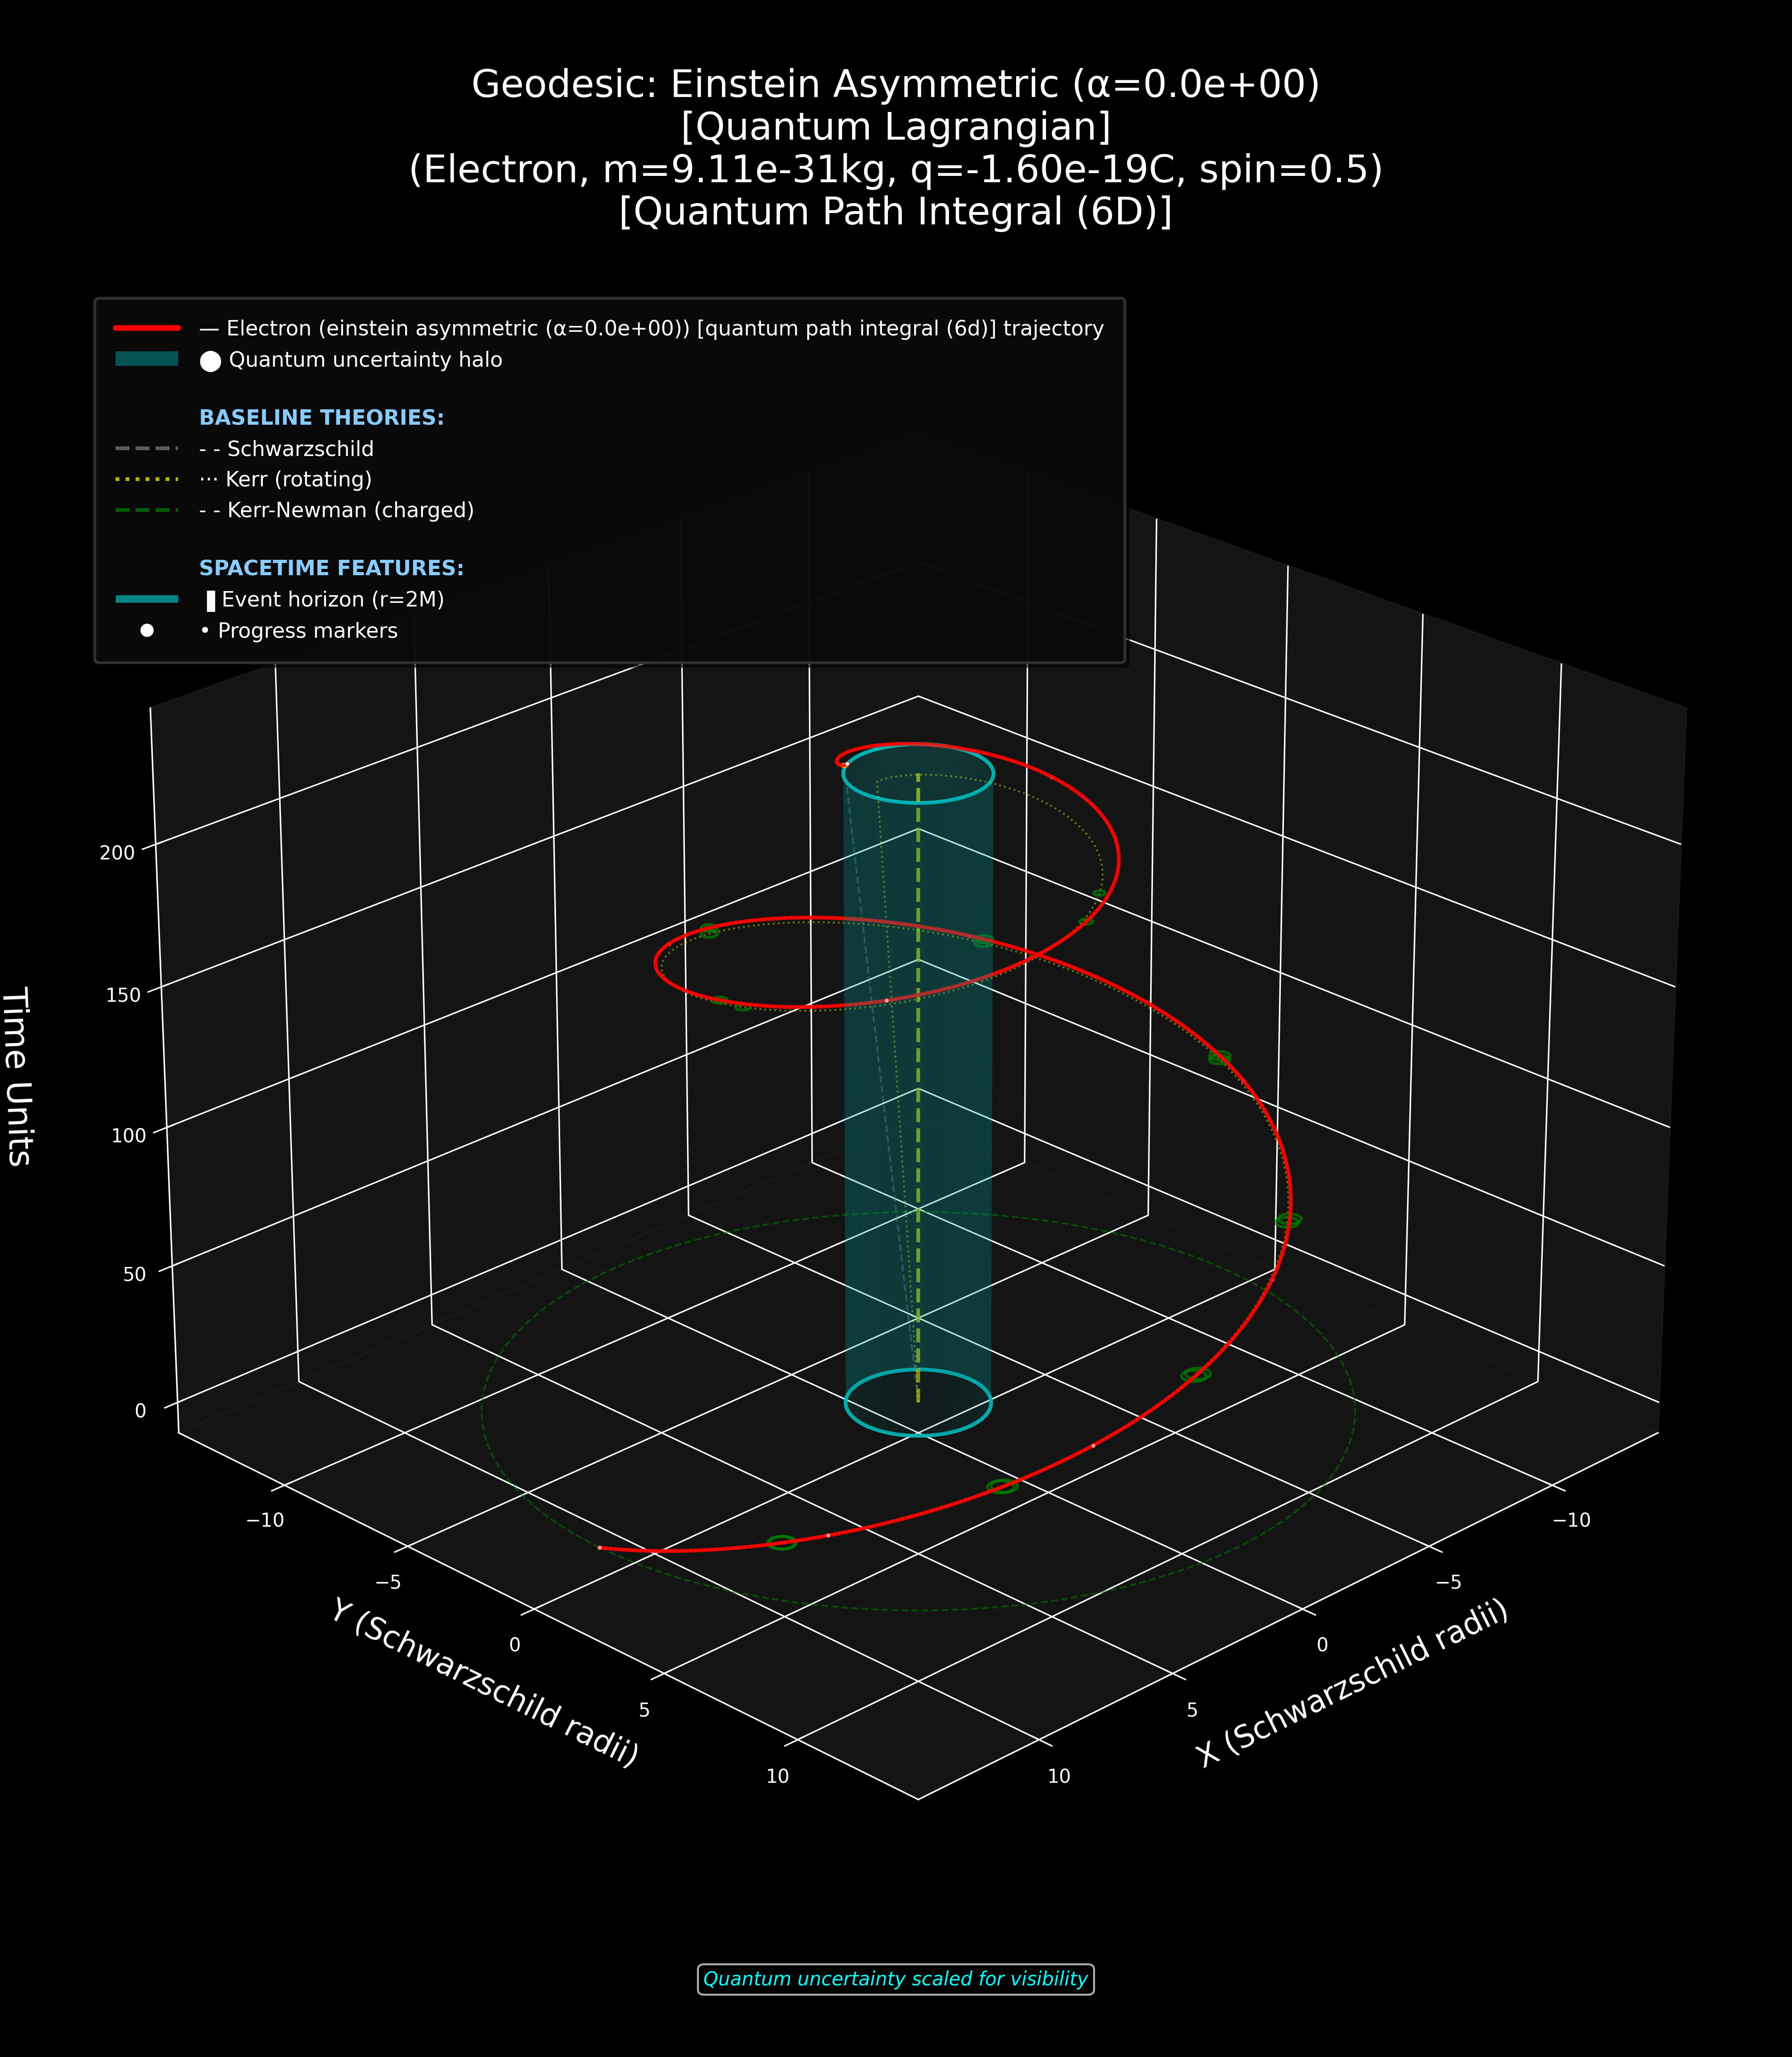 Geodesic: Einstein Asymmetric (α=0.0e+00)
[Quantum Lagrangian]
(Electron, m=9.11e-31kg, q=-1.60e-19C, spin=0.5)
[Quantum Path Integral (6D)]
— Electron (einstein asymmetric (α=0.0e+00)) [quantum path integral (6d)] trajectory
⬤ Quantum uncertainty halo
BASELINE THEORIES:
- - Schwarzschild
··· Kerr (rotating)
- - Kerr-Newman (charged)
SPACETIME FEATURES:
▐ Event horizon (r=2M)
• Progress markers
Time Units
200
150
100
50
0
−10
−5
0
5
10
Y (Schwarzschild radii)
−10
−5
0
5
10
X (Schwarzschild radii)
Quantum uncertainty scaled for visibility